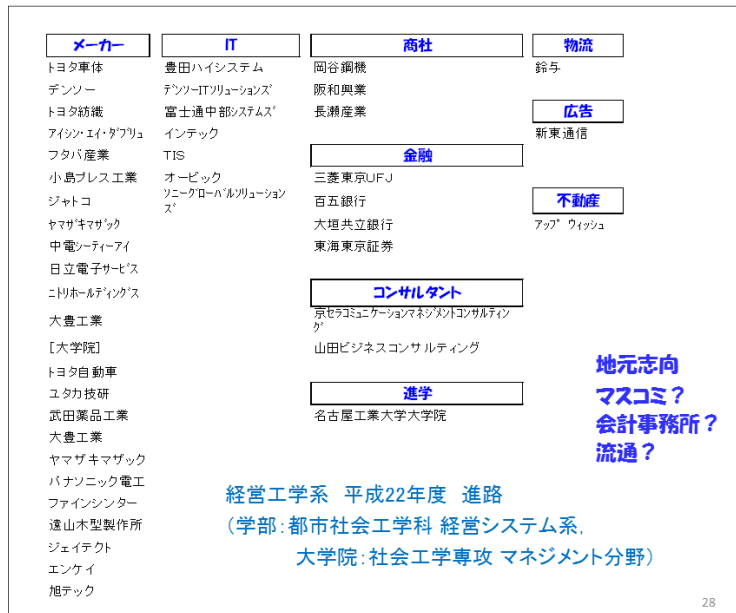 メーカー
トヨタ車体
デンソー
トヨタ紡織
アイシン・エイ・ダブリュ
フタバ産業
小島プレス工業
ジャトコ
ヤマザキマザック
中電シーティーアイ
日立電子サービス
ニトリホールディングス
大豊工業
[大学院]
トヨタ自動車
ユタカ技研
武田薬品工業
大豊工業
ヤマザキマザック
パナソニック電工
ファインシンター
遠山木型製作所
ジェイテクト
エンケイ
旭テック
IT
豊田ハイシステム
デンソーITソリューションズ
富士通中部システムズ
インテック
TIS
オービック
ソニーグローバルソリューション
ズ
商社
岡谷鋼機
阪和興業
長瀬産業
金融
三菱東京UFJ
百五銀行
大垣共立銀行
東海東京証券
コンサルタント
京セラコミュニケーションマネジメントコンサルティン
グ
山田ビジネスコンサルティング
進学
名古屋工業大学大学院
物流
鈴与
広告
新東通信
不動産
アップ ウィッシュ
地元志向
マスコミ?
会計事務所?
流通?
経営工学系 平成22年度 進路
(学部:都市社会工学科 経営システム系,
大学院:社会工学専攻 マネジメント分野)
28